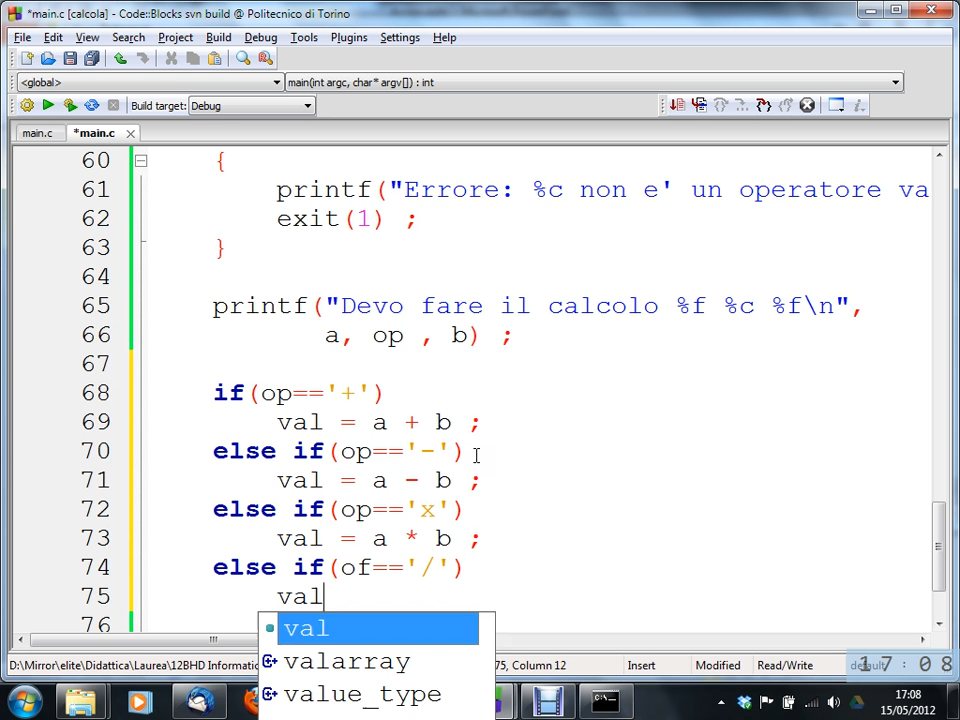 *main.c [calcola] - Code::Blocks svn build @ Politecnico di Torino
File Edit View Search Project Build Debug Tools Plugins Settings Help
<global> main(int argc, char* argv[]) : int
Build target: Debug
main.c *main.c
60 {
61 printf("Errore: %c non e' un operatore va
62 exit(1) ;
63 }
64
65 printf("Devo fare il calcolo %f %c %f\n",
66 a, op , b) ;
67
68 if(op=='+')
69 val = a + b ;
70 else if(op=='-')
71 val = a - b ;
72 else if(op=='x')
73 val = a * b ;
74 else if(of=='/')
75 val
76
val
valarray
value_type
D:\Mirror\elite\Didattica\Laurea\12BHD Informatic 75, Column 12 Insert Modified Read/Write default
17:08
17:08
15/05/2012